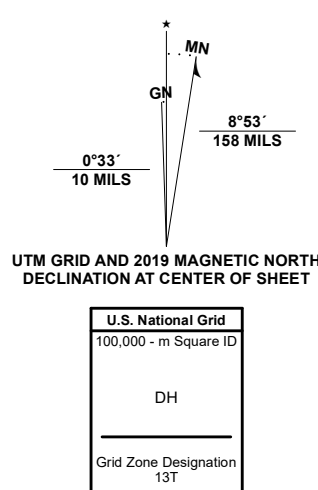 ★
MN
GN
8°53´
158 MILS
0°33´
10 MILS
UTM GRID AND 2019 MAGNETIC NORTH
DECLINATION AT CENTER OF SHEET
U.S. National Grid
100,000 - m Square ID
DH
Grid Zone Designation
13T